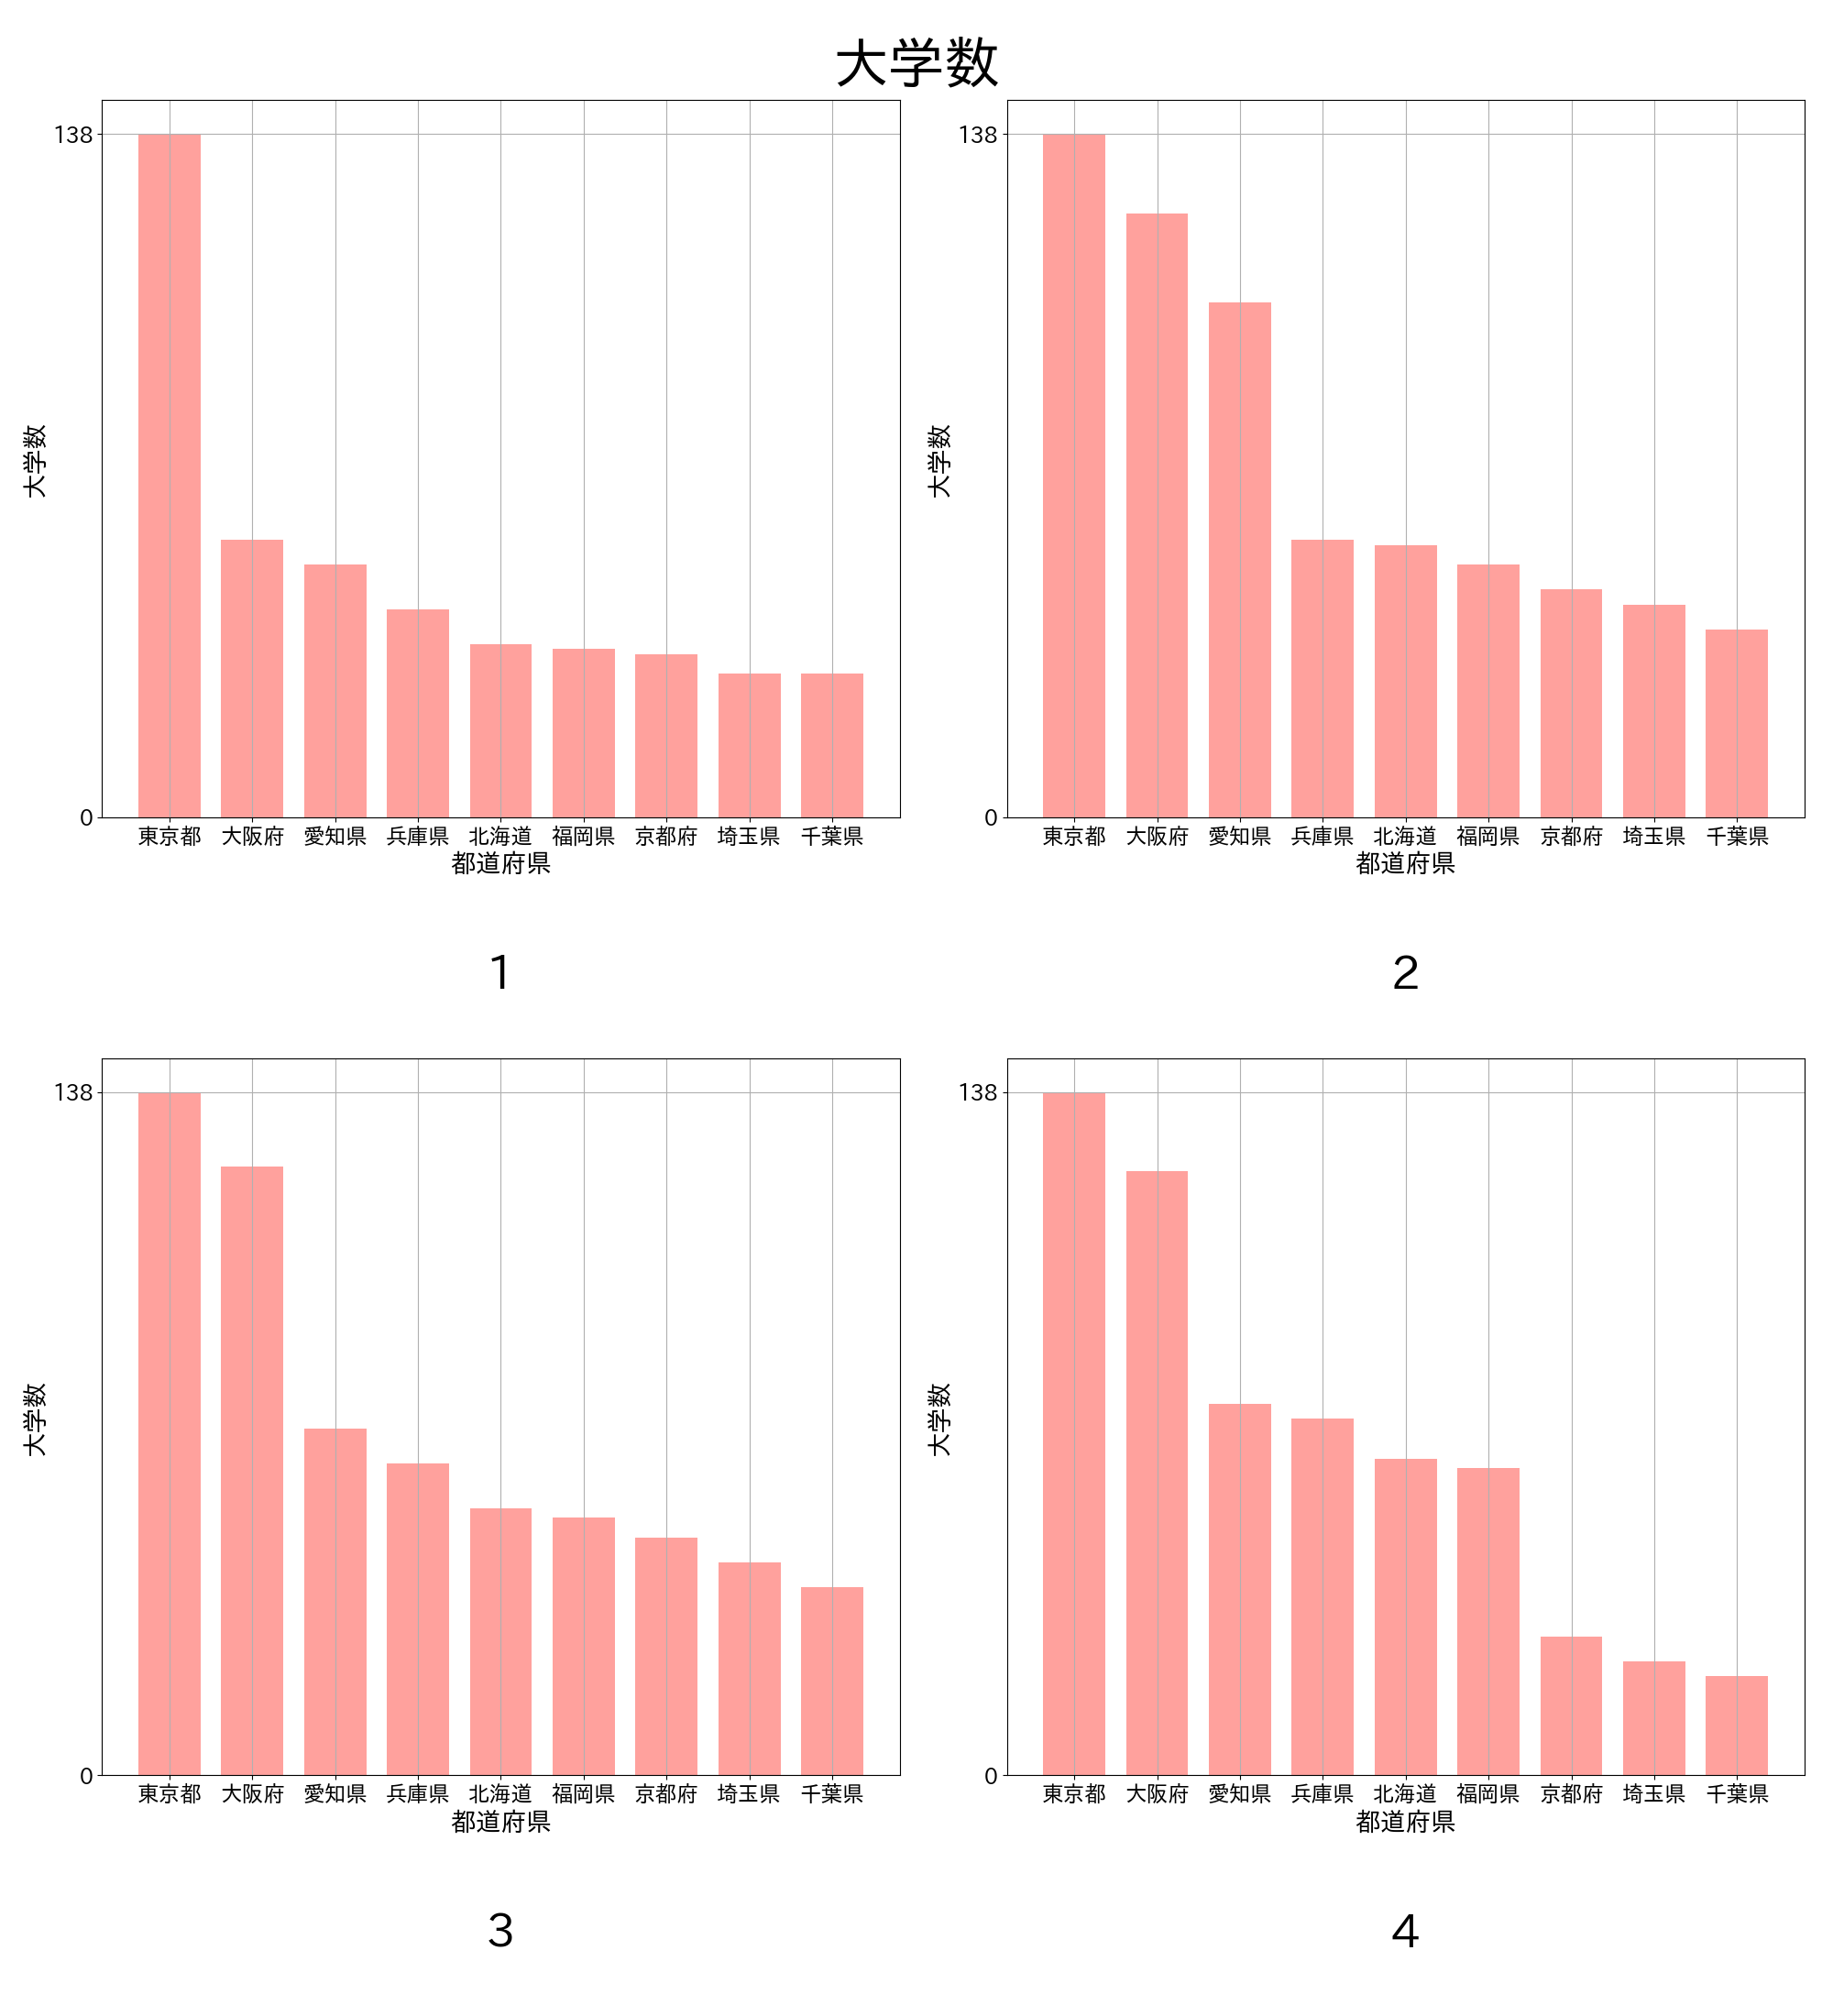 大学数
138
0
大学数
東京都 大阪府 愛知県 兵庫県 北海道 福岡県 京都府 埼玉県 千葉県
都道府県
1
138
0
大学数
東京都 大阪府 愛知県 兵庫県 北海道 福岡県 京都府 埼玉県 千葉県
都道府県
2
138
0
大学数
東京都 大阪府 愛知県 兵庫県 北海道 福岡県 京都府 埼玉県 千葉県
都道府県
3
138
0
大学数
東京都 大阪府 愛知県 兵庫県 北海道 福岡県 京都府 埼玉県 千葉県
都道府県
4